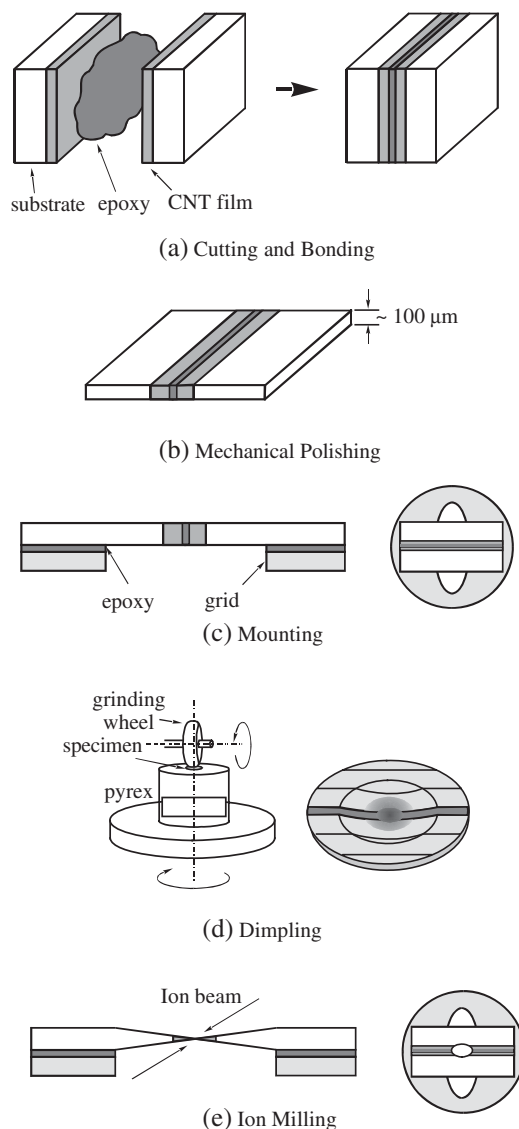 substrate
epoxy
CNT film
(a) Cutting and Bonding
~ 100 μm
(b) Mechanical Polishing
epoxy
grid
(c) Mounting
grinding
wheel
specimen
pyrex
(d) Dimpling
Ion beam
(e) Ion Milling